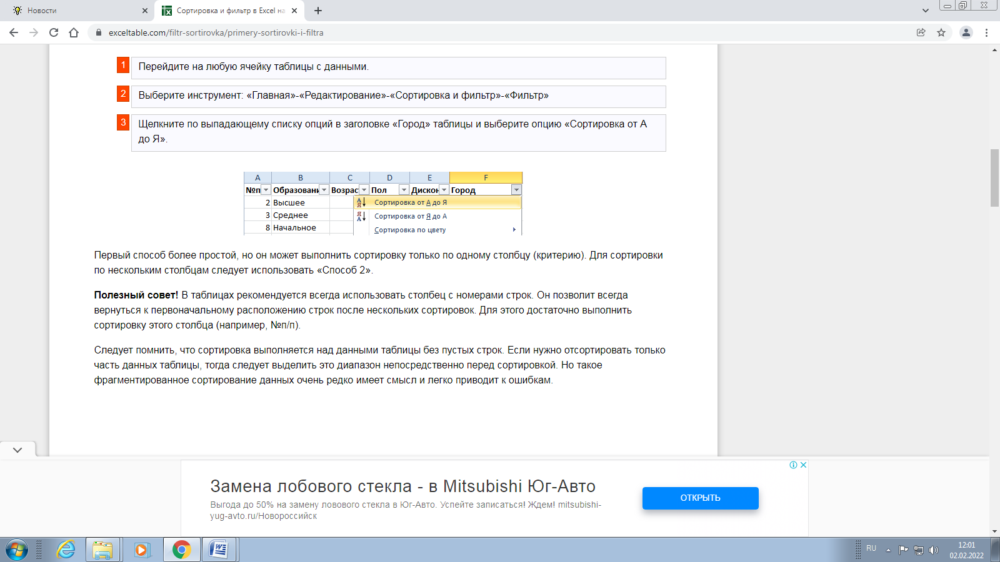 Новости
Сортировка и фильтр в Excel на
exceltable.com/filtr-sortirovka/primery-sortirovki-i-filtra
1 Перейдите на любую ячейку таблицы с данными.
2 Выберите инструмент: «Главная»-«Редактирование»-«Сортировка и фильтр»-«Фильтр»
3 Щелкните по выпадающему списку опций в заголовке «Город» таблицы и выберите опцию «Сортировка от А
до Я».
A B C D E F
№п Образовани Возрас Пол Дискон Город
2 Высшее
Сортировка от А до Я
3 Среднее
Сортировка от Я до А
8 Начальное
Сортировка по цвету
Первый способ более простой, но он может выполнить сортировку только по одному столбцу (критерию). Для сортировки
по нескольким столбцам следует использовать «Способ 2».
Полезный совет! В таблицах рекомендуется всегда использовать столбец с номерами строк. Он позволит всегда
вернуться к первоначальному расположению строк после нескольких сортировок. Для этого достаточно выполнить
сортировку этого столбца (например, №п/п).
Следует помнить, что сортировка выполняется над данными таблицы без пустых строк. Если нужно отсортировать только
часть данных таблицы, тогда следует выделить это диапазон непосредственно перед сортировкой. Но такое
фрагментированное сортирование данных очень редко имеет смысл и легко приводит к ошибкам.
Замена лобового стекла - в Mitsubishi Юг-Авто
Выгода до 50% на замену ловового стекла в Юг-Авто. Успейте записаться! Ждем! mitsubishi-
yug-avto.ru/Новороссийск
ОТКРЫТЬ
RU
12:01
02.02.2022